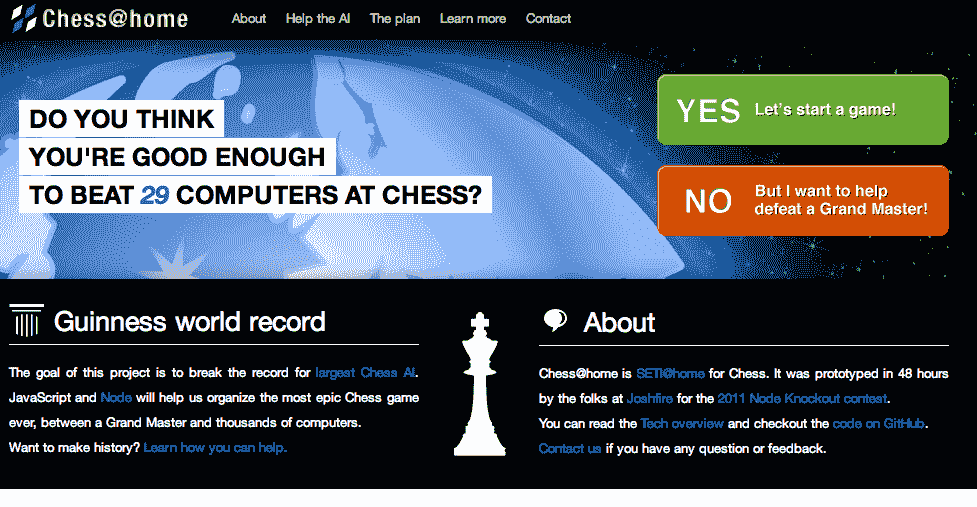 Chess@home
About Help the AI The plan Learn more Contact
DO YOU THINK
YOU'RE GOOD ENOUGH
TO BEAT 29 COMPUTERS AT CHESS?
YES Let's start a game!
NO But I want to help
defeat a Grand Master!
Guinness world record
The goal of this project is to break the record for largest Chess AI.
JavaScript and Node will help us organize the most epic Chess game
ever, between a Grand Master and thousands of computers.
Want to make history? Learn how you can help.
About
Chess@home is SETI@home for Chess. It was prototyped in 48 hours
by the folks at Joshfire for the 2011 Node Knockout contest.
You can read the Tech overview and checkout the code on GitHub.
Contact us if you have any question or feedback.